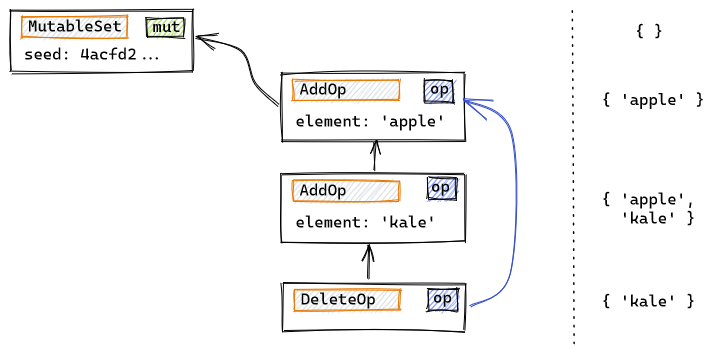 MutableSet mut
seed: 4acfd2...
{ }
AddOp op
element: 'apple'
{ 'apple' }
AddOp op
element: 'kale'
{ 'apple',
'kale' }
DeleteOp op
{ 'kale' }